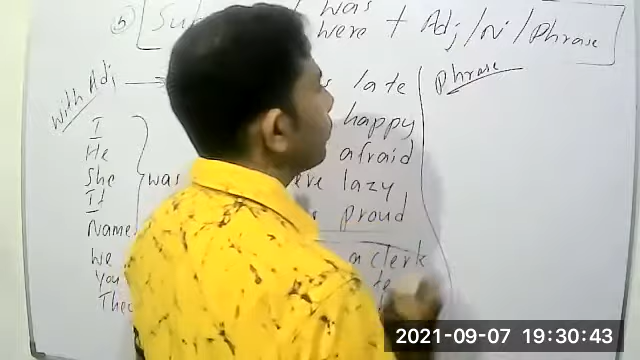 (b) Sub was
were + Adj/N/Phrase
With Adj late Phrase
I happy
He afraid
She was lazy
It proud
Name
We a clerk
You te
2021-09-07 19:30:43